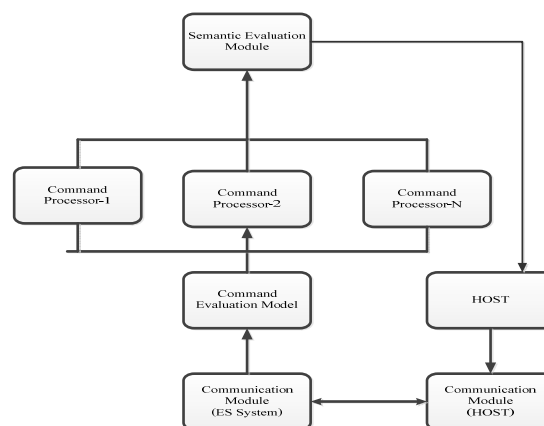 Semantic Evaluation
Module
Command
Processor-1
Command
Processor-2
Command
Processor-N
Command
Evaluation Model
HOST
Communication
Module
(ES System)
Communication
Module
(HOST)